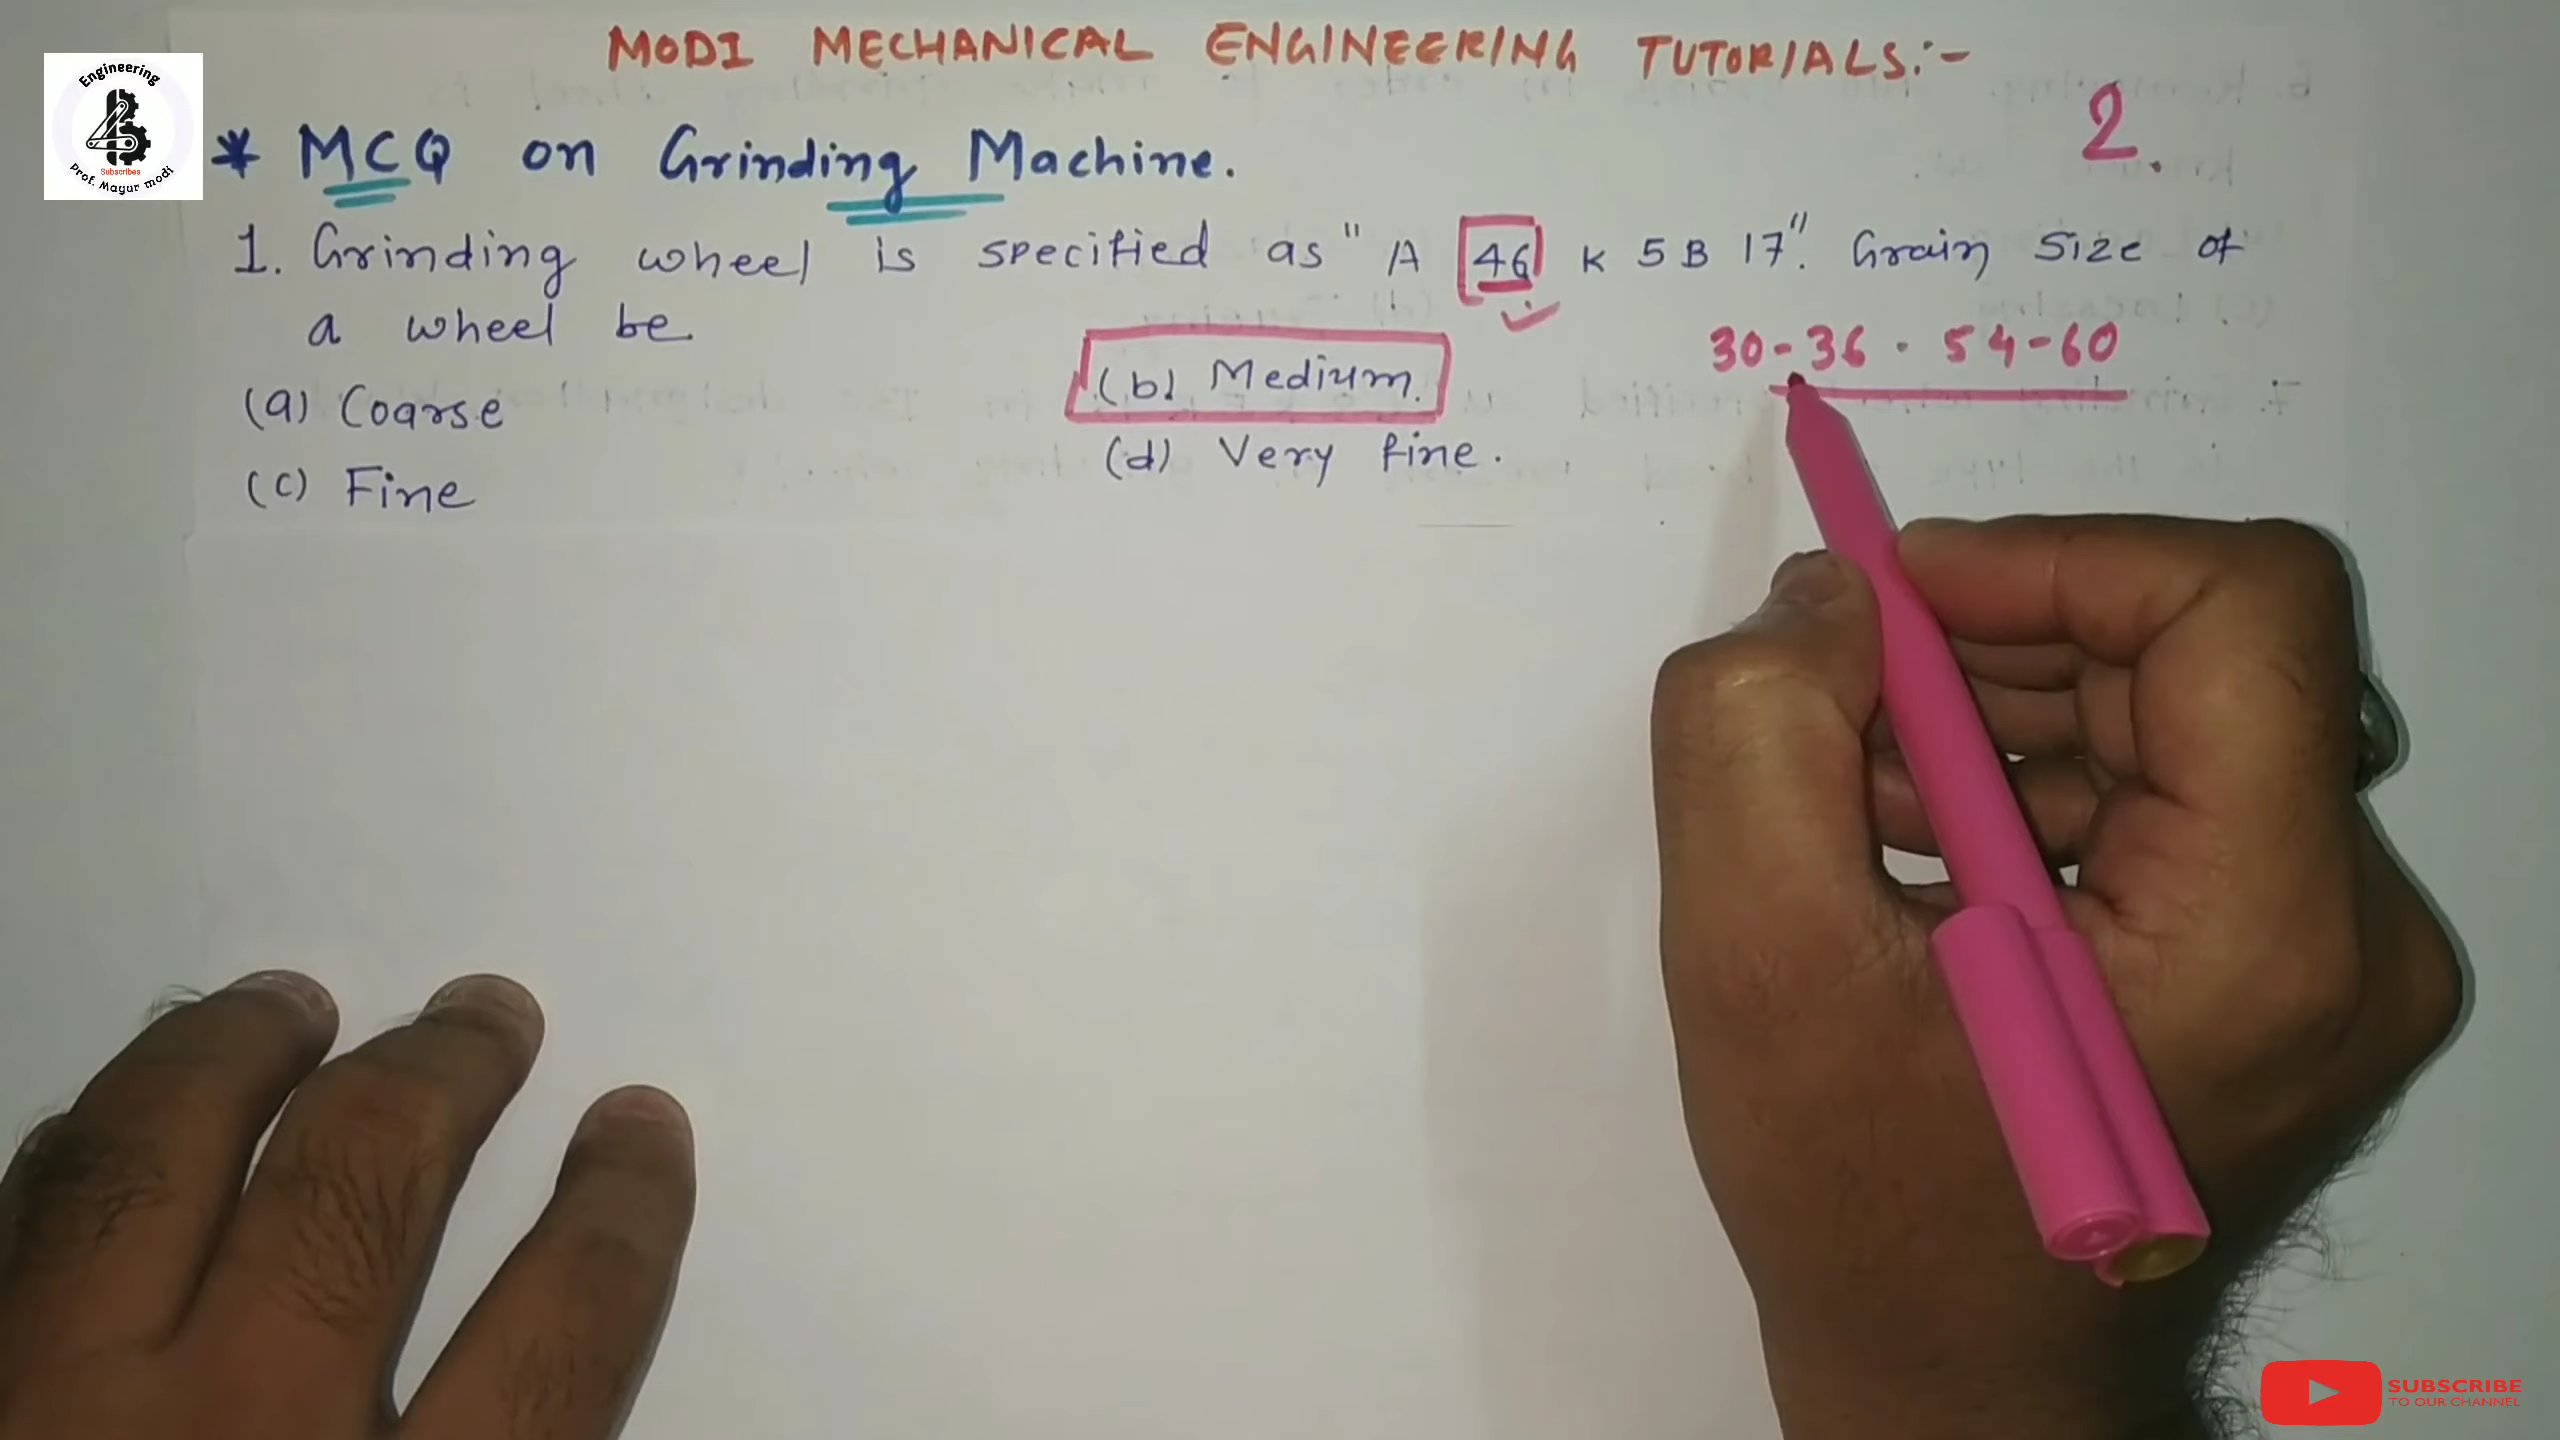 MODI MECHANICAL ENGINEERING TUTORIALS:-
Engineering
Subscribes
Prof. Mayur modi
2.
* MCQ on Grinding Machine.
1. Grinding wheel is specified as "A 46 K 5 B 17". Grain size of
a wheel be
30-36. 54-60
(a) Coarse
(b) Medium.
(c) Fine
(d) Very fine.
SUBSCRIBE
TO OUR CHANNEL